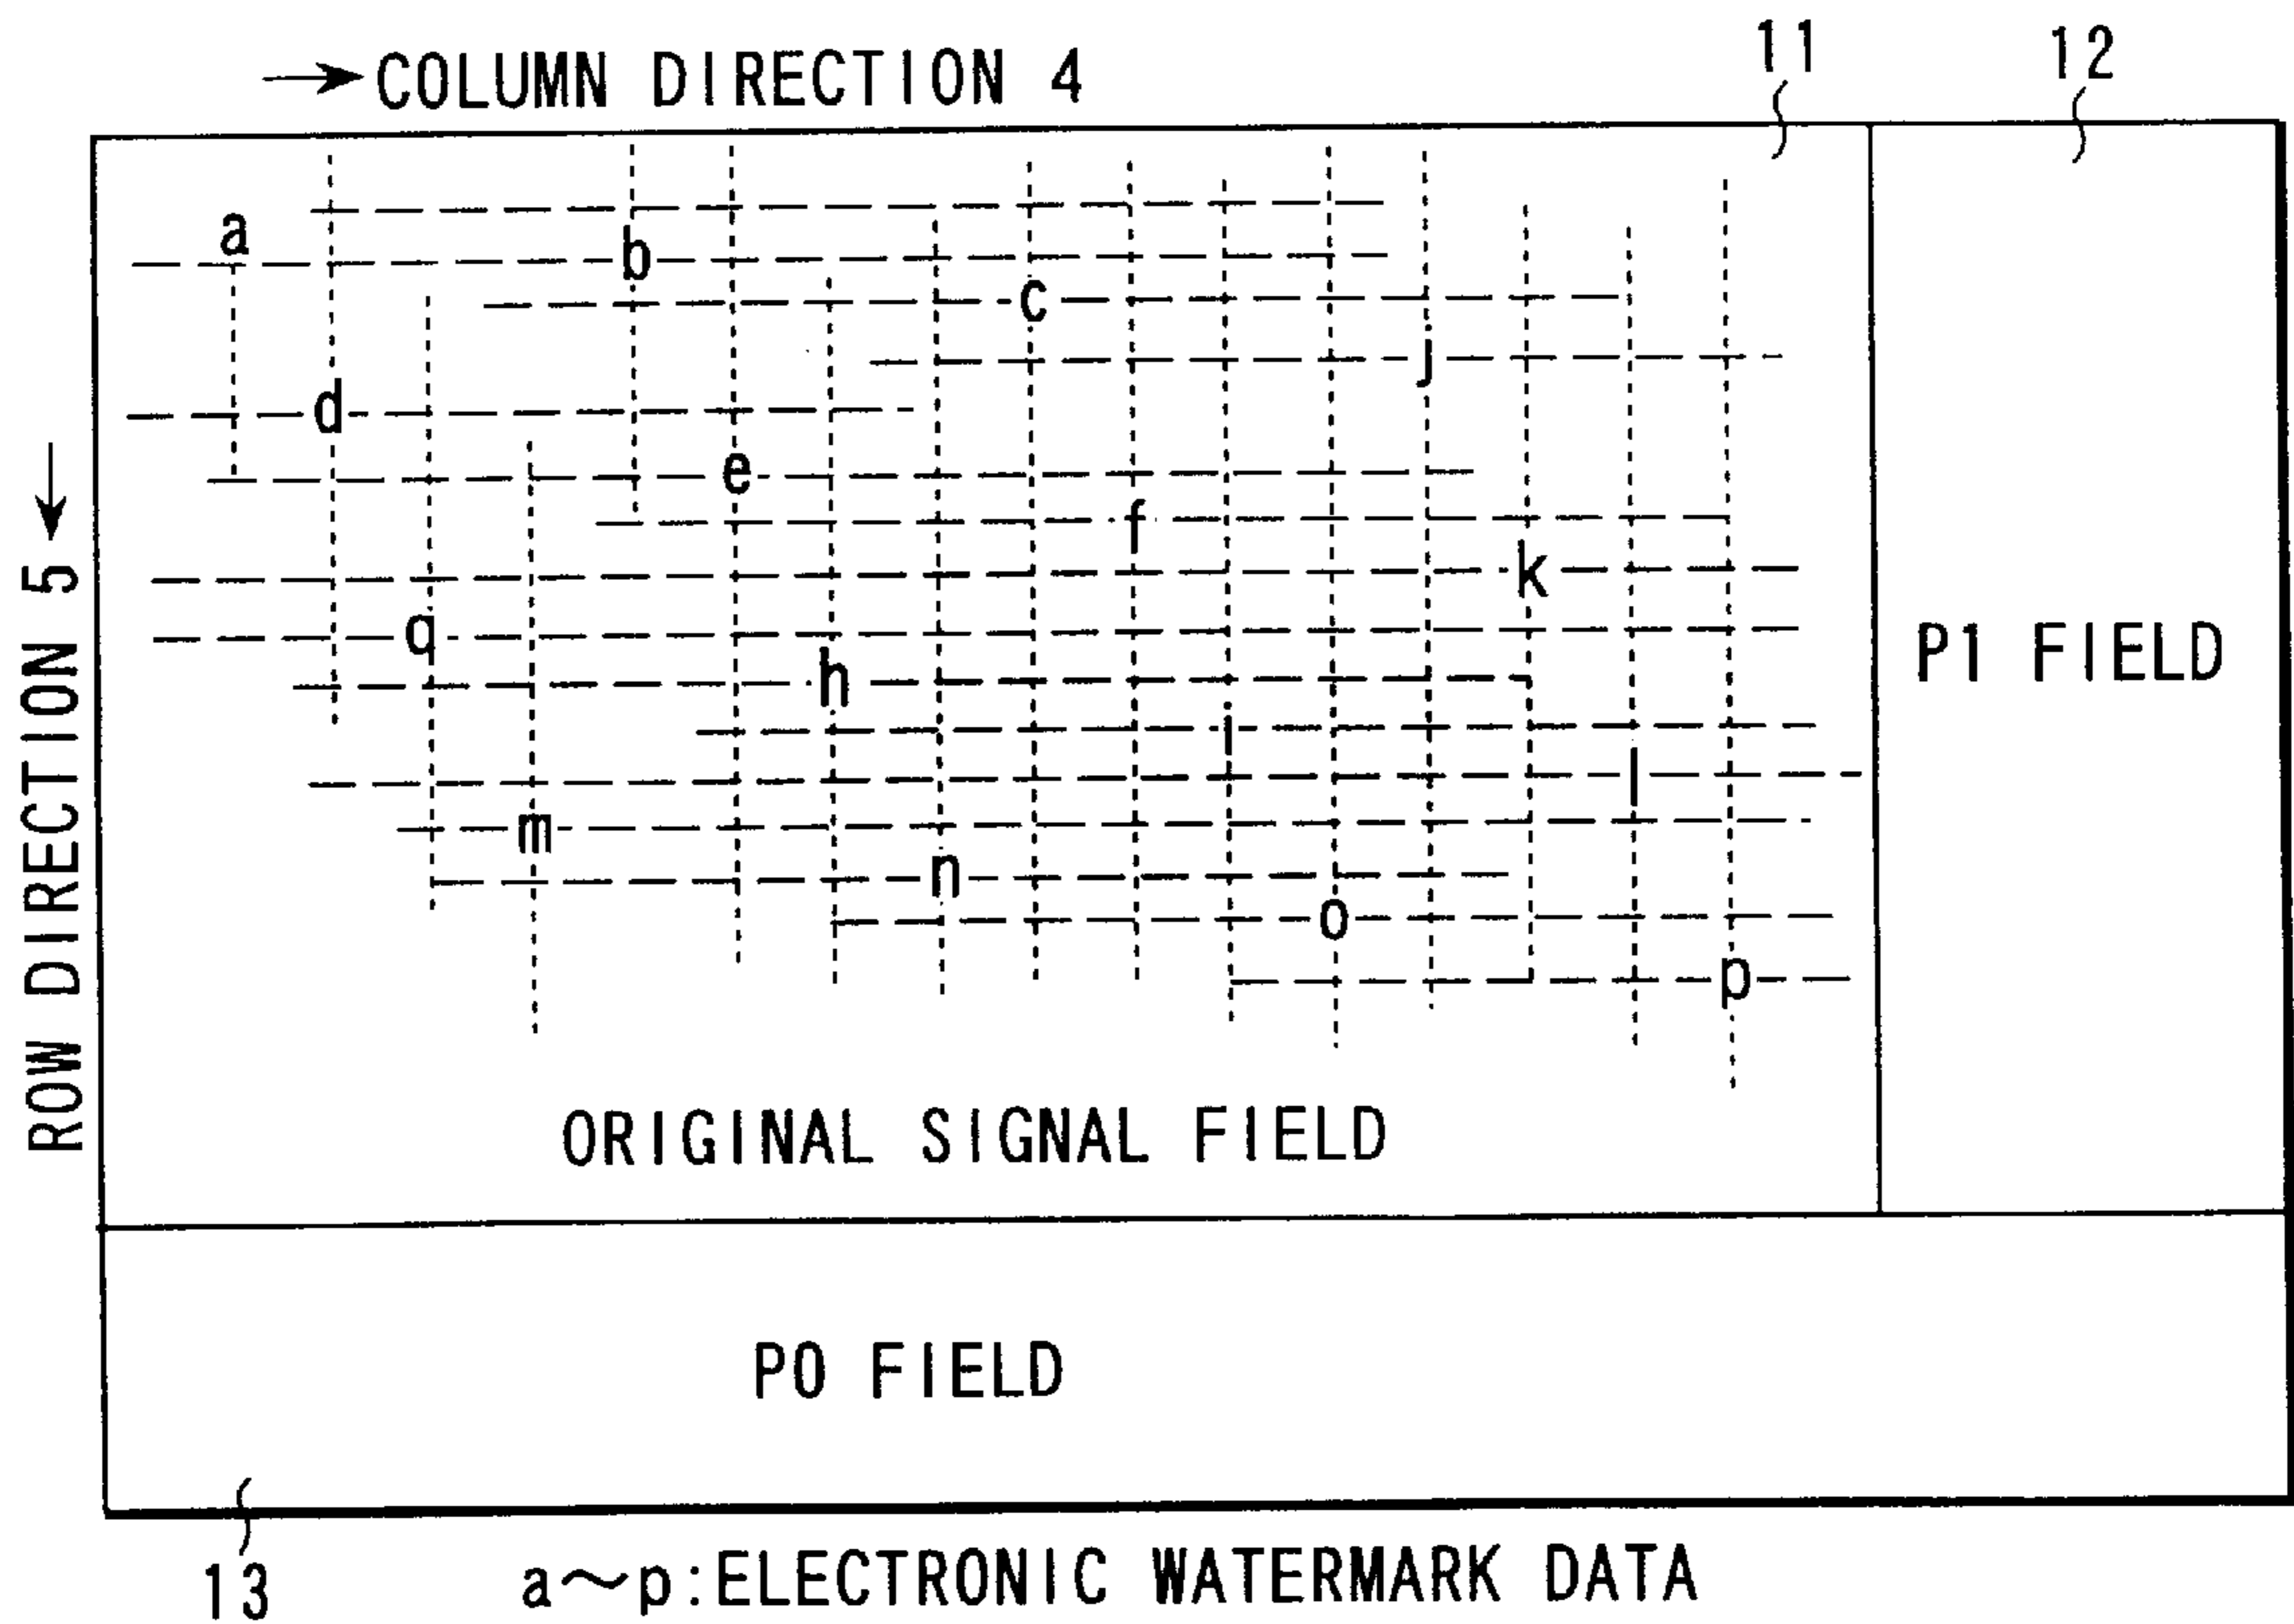 11
12
COLUMN DIRECTION 4
a
b
c
j
d
e
f
k
g
h
i
l
m
n
o
p
ROW DIRECTION 5
P1 FIELD
ORIGINAL SIGNAL FIELD
P0 FIELD
13
a~p:ELECTRONIC WATERMARK DATA